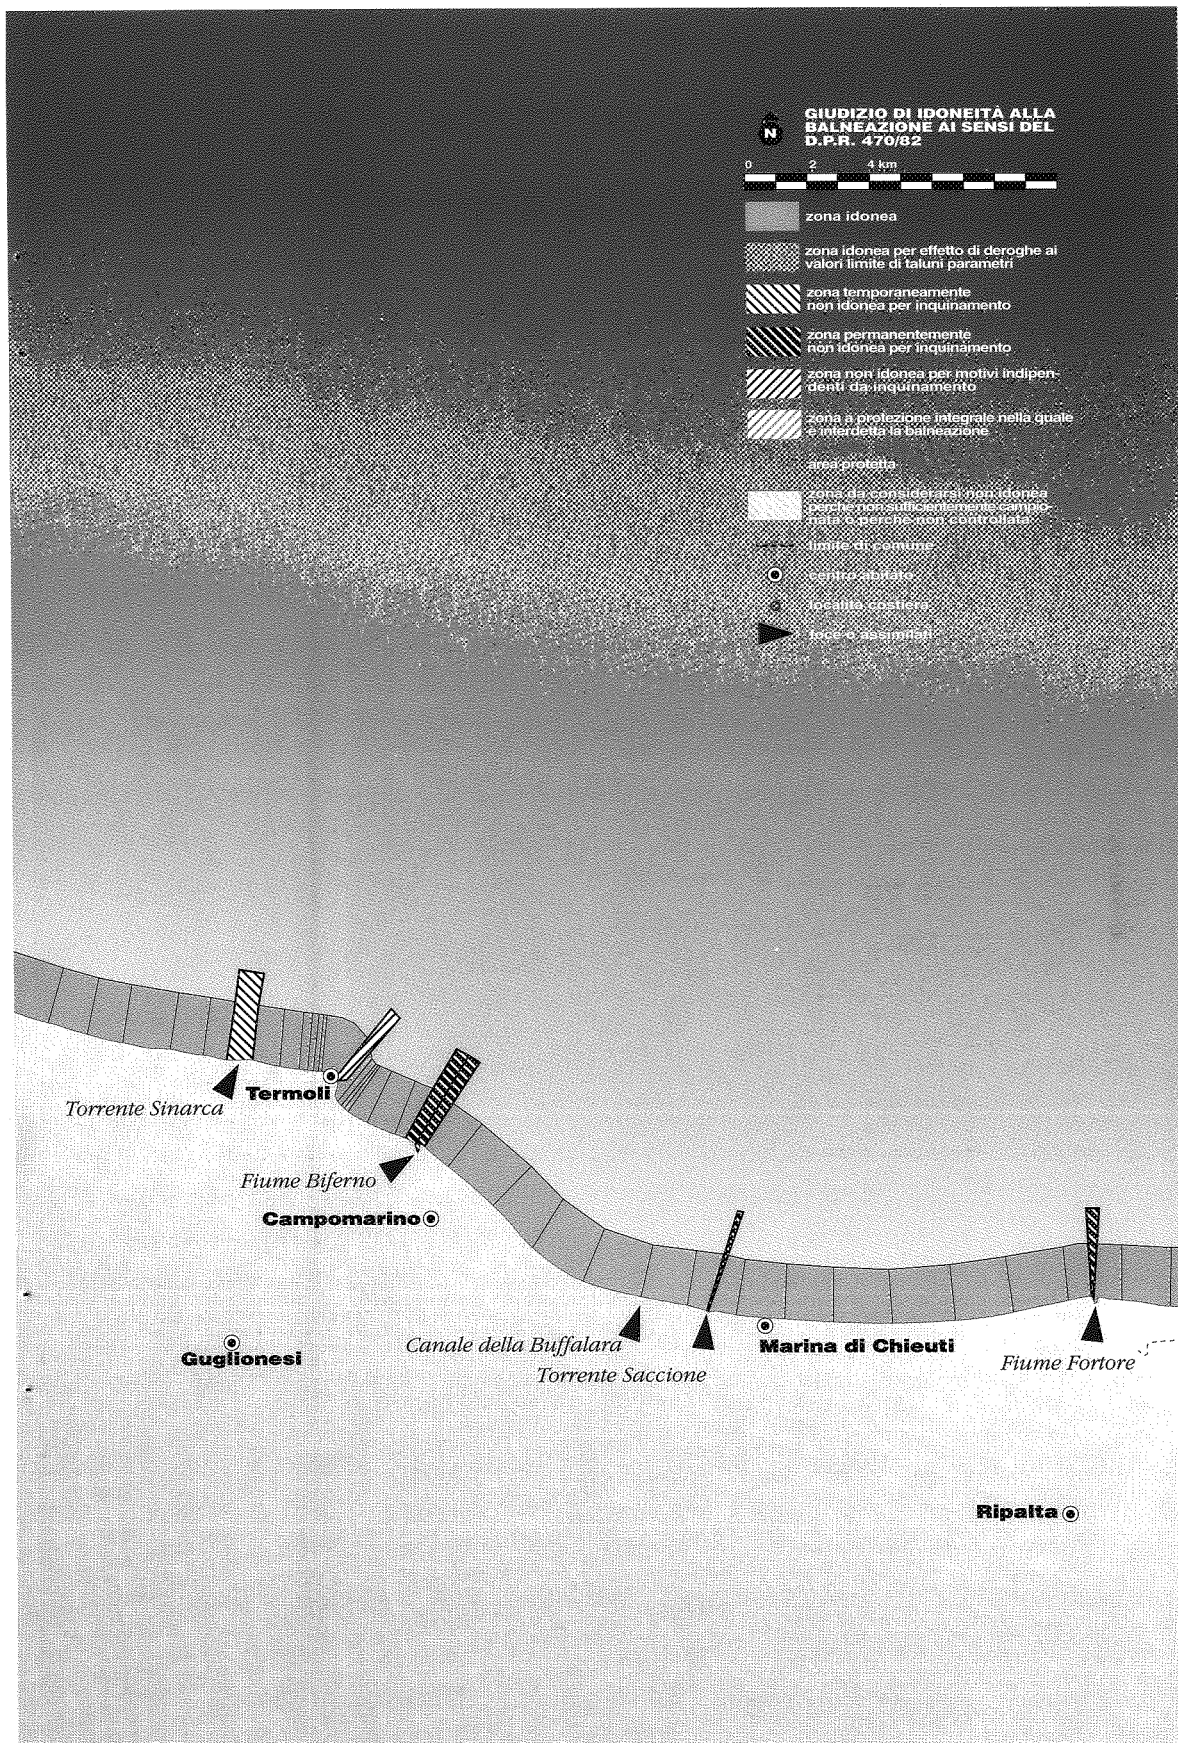 N
GIUDIZIO DI IDONEITÀ ALLA
BALNEAZIONE AI SENSI DEL
D.P.R. 470/82
0 2 4 km
zona idonea
zona idonea per effetto di deroghe ai
valori limite di taluni parametri
zona temporaneamente
non idonea per inquinamento
zona permanentemente
non idonea per inquinamento
zona non idonea per motivi indipen-
denti da inquinamento
zona a protezione integrale nella quale
è interdetta la balneazione
area protetta
zona da considerarsi non idonea
perché non sufficientemente campio-
nata o perché non controllata
limite di comune
centro abitato
località costiera
foce o assimilati
Termoli
Torrente Sinarca
Fiume Biferno
Campomarino
Guglionesi
Canale della Buffalara
Marina di Chieuti
Torrente Saccione
Fiume Fortore
Ripalta